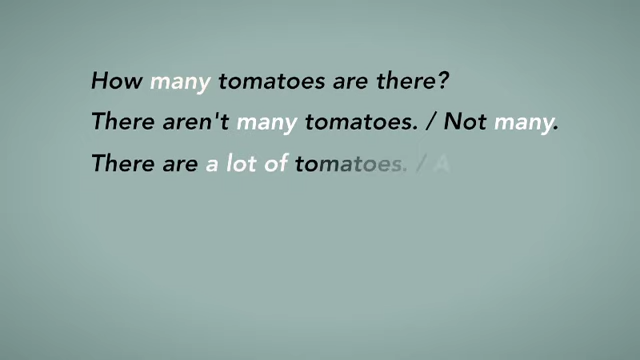 How many tomatoes are there?
There aren't many tomatoes. / Not many.
There are a lot of tomatoes. / A